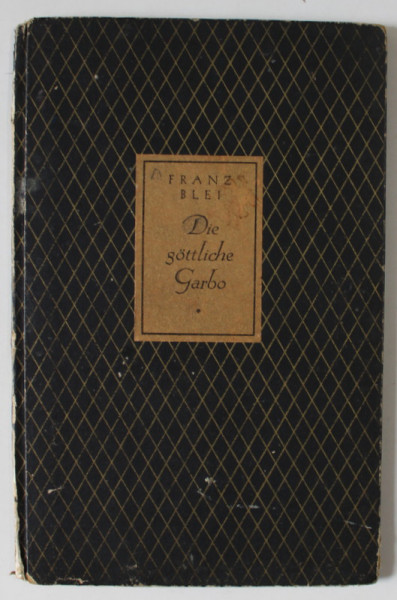 FRANZ
BLEI
Die
göttliche
Garbo